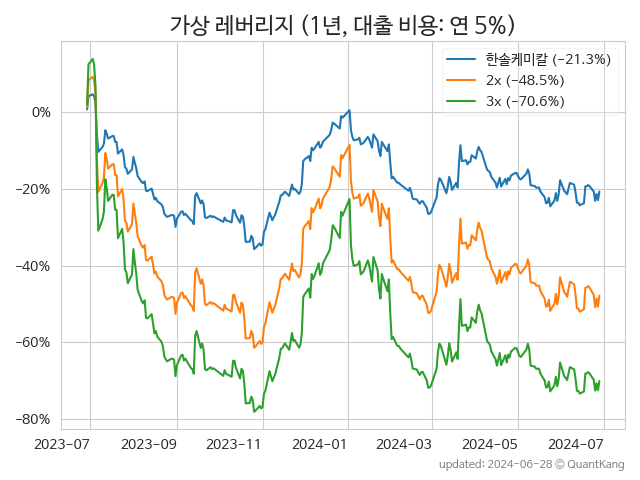 가상 레버리지 (1년, 대출 비용: 연 5%)
한솔케미칼 (-21.3%)
2x (-48.5%)
3x (-70.6%)
0%
-20%
-40%
-60%
-80%
2023-07 2023-09 2023-11 2024-01 2024-03 2024-05 2024-07
updated: 2024-06-28 © QuantKang